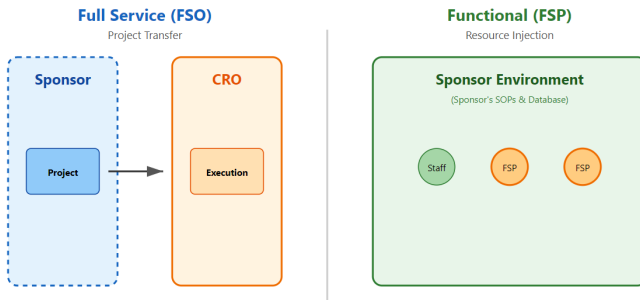 Full Service (FSO)
Project Transfer
Sponsor
CRO
Project
Execution
Functional (FSP)
Resource Injection
Sponsor Environment
(Sponsor's SOPs & Database)
Staff
FSP
FSP